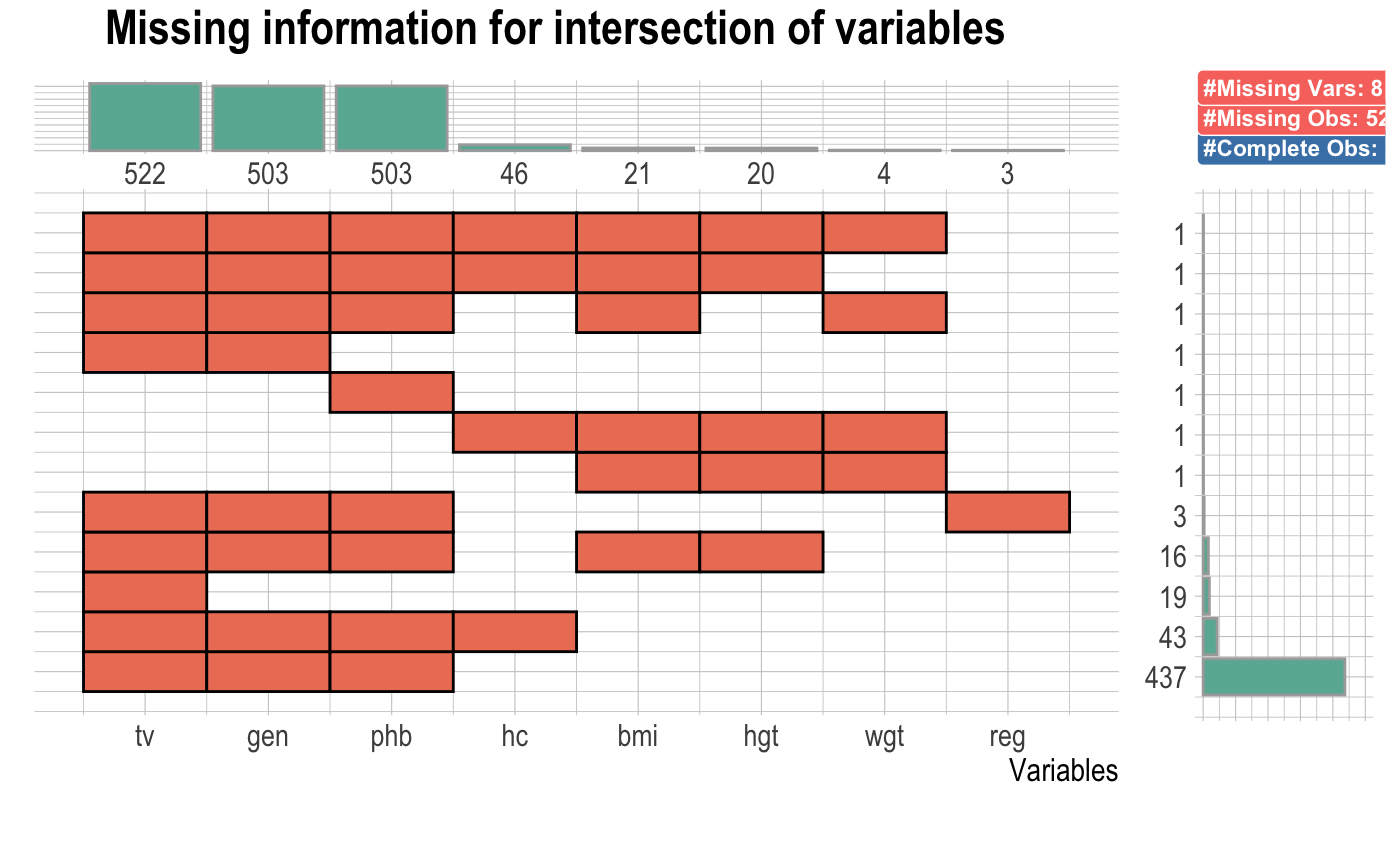 Missing information for intersection of variables
#Missing Vars: 8
#Missing Obs: 52
#Complete Obs:
522 503 503 46 21 20 4 3
1
1
1
1
1
1
1
3
16
19
43
437
tv gen phb hc bmi hgt wgt reg
Variables